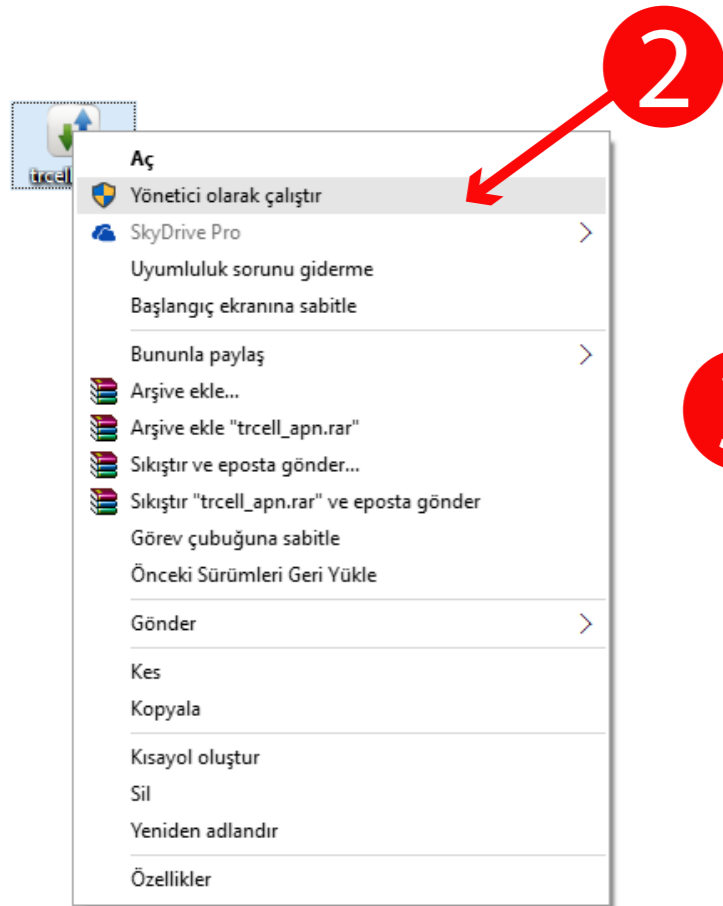 2
Aç
Yönetici olarak çalıştır
SkyDrive Pro
Uyumluluk sorunu giderme
Başlangıç ekranına sabitle
Bununla paylaş
Arşive ekle...
Arşive ekle "trcell_apn.rar"
Sıkıştır ve eposta gönder...
Sıkıştır "trcell_apn.rar" ve eposta gönder
Görev çubuğuna sabitle
Önceki Sürümleri Geri Yükle
Gönder
Kes
Kopyala
Kısayol oluştur
Sil
Yeniden adlandır
Özellikler